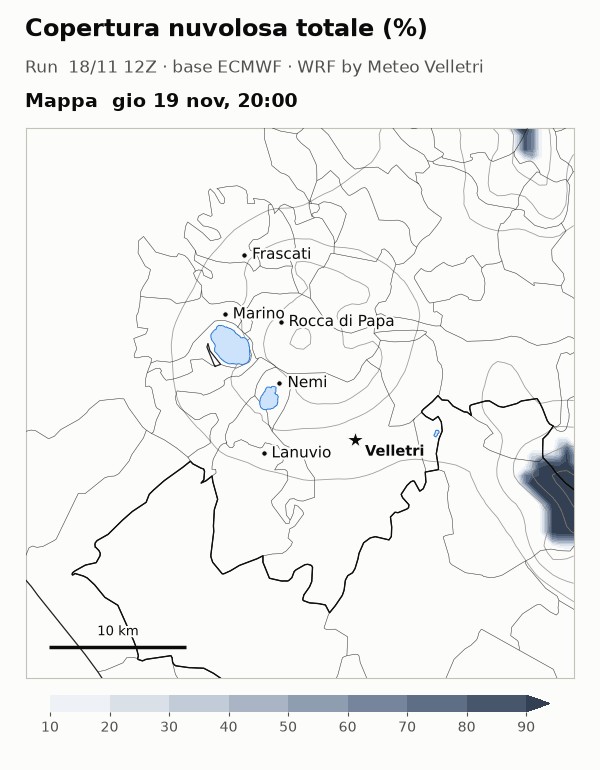 Copertura nuvolosa totale (%)
Run  18/11 12Z · base ECMWF · WRF by Meteo Velletri
Mappa  gio 19 nov, 20:00
Frascati
Marino
Rocca di Papa
Nemi
Velletri
Lanuvio
10 km
10 20 30 40 50 60 70 80 90